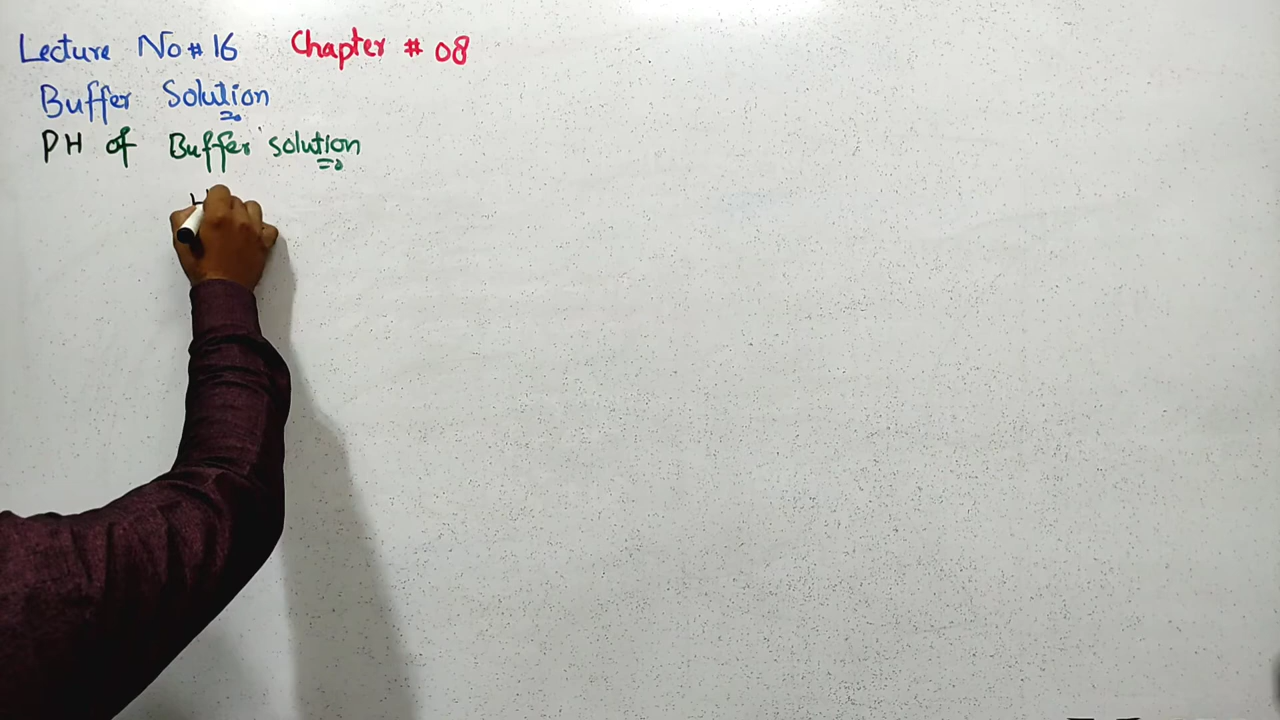 Lecture No # 16 Chapter # 08
Buffer Solution
PH of Buffer solution